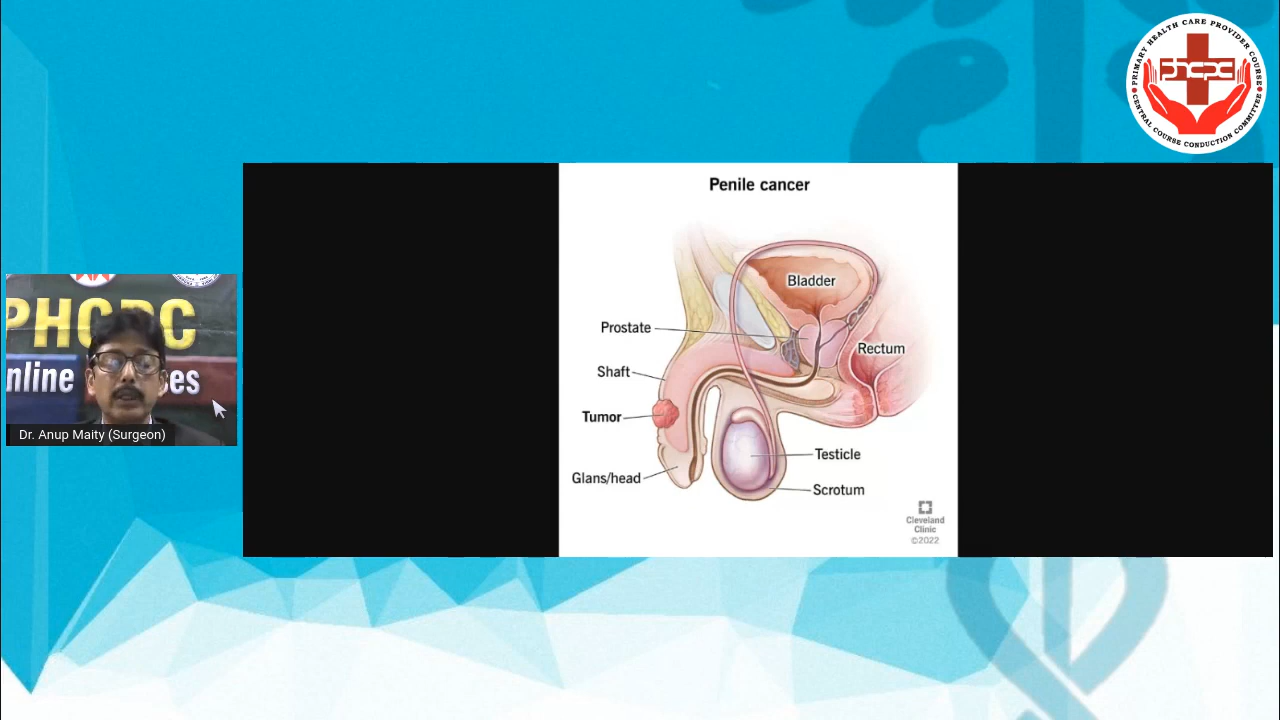 PRIMARY HEALTH CARE PROVIDER COURSE
phcpc
CENTRAL COURSE CONDUCTION COMMITTEE
Penile cancer
Bladder
Prostate
Rectum
Shaft
Tumor
Testicle
Glans/head
Scrotum
Cleveland
Clinic
©2022
PHCPC
nline
es
Dr. Anup Maity (Surgeon)